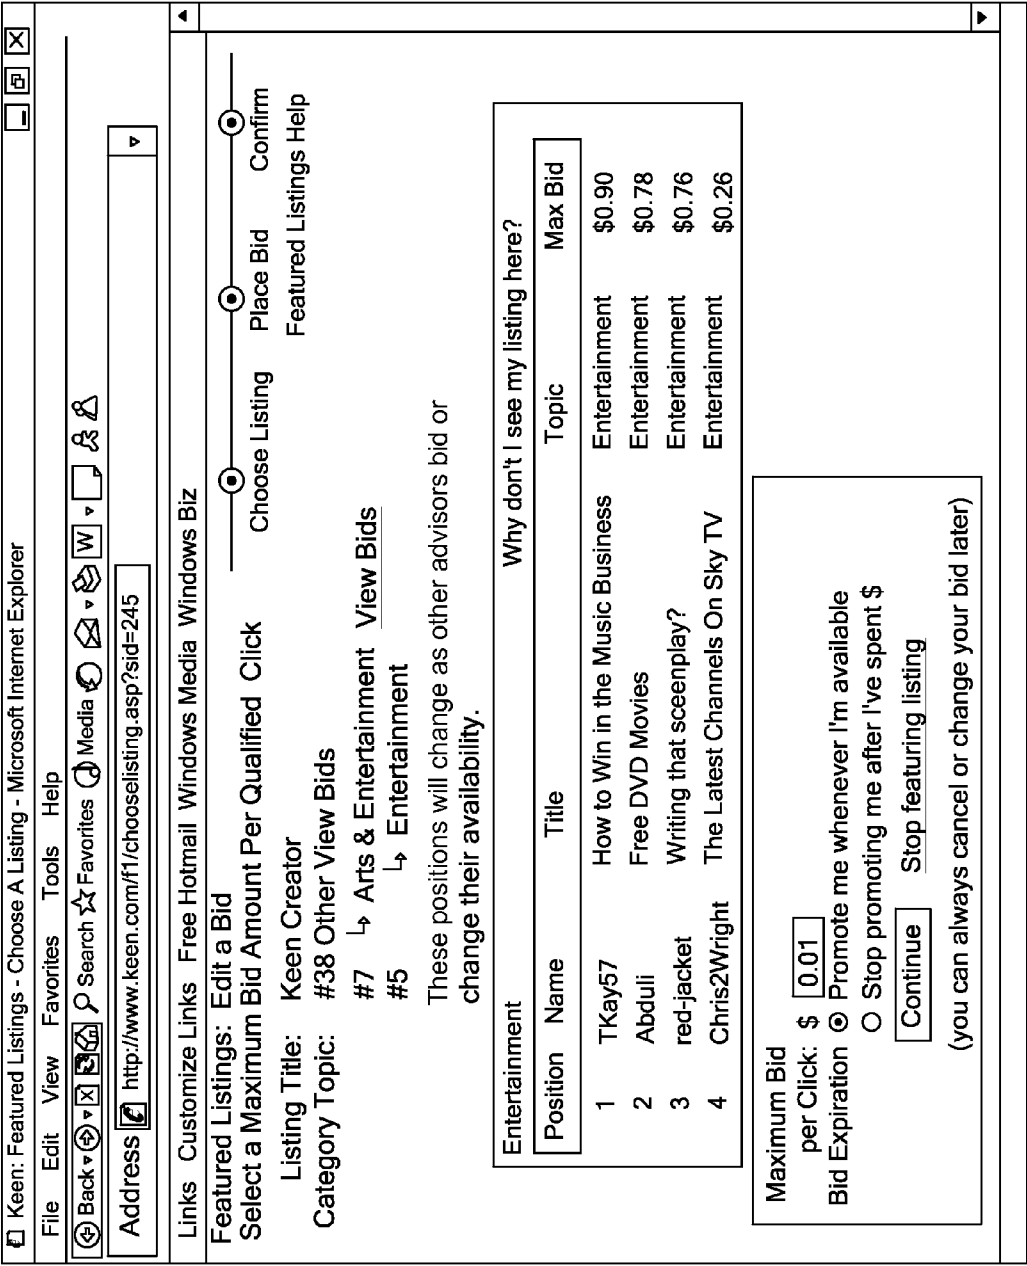 Keen: Featured Listings - Choose A Listing - Microsoft Internet Explorer
File Edit View Favorites Tools Help
Back X Search Favorites Media W
Address http://www.keen.com/f1/chooselisting.asp?sid=245
Links Customize Links Free Hotmail Windows Media Windows Biz
Featured Listings: Edit a Bid
Select a Maximum Bid Amount Per Qualified Click
Choose Listing Place Bid Confirm
Featured Listings Help
Listing Title: Keen Creator
Category Topic: #38 Other View Bids
#7 ↳ Arts & Entertainment View Bids
#5 ↳ Entertainment
These positions will change as other advisors bid or
change their availability.
Entertainment Why don't I see my listing here?
Position Name Title Topic Max Bid
1 TKay57 How to Win in the Music Business Entertainment $0.90
2 Abduli Free DVD Movies Entertainment $0.78
3 red-jacket Writing that sceenplay? Entertainment $0.76
4 Chris2Wright The Latest Channels On Sky TV Entertainment $0.26
Maximum Bid
per Click: $ 0.01
Bid Expiration Promote me whenever I'm available
Stop promoting me after I've spent $
Continue Stop featuring listing
(you can always cancel or change your bid later)